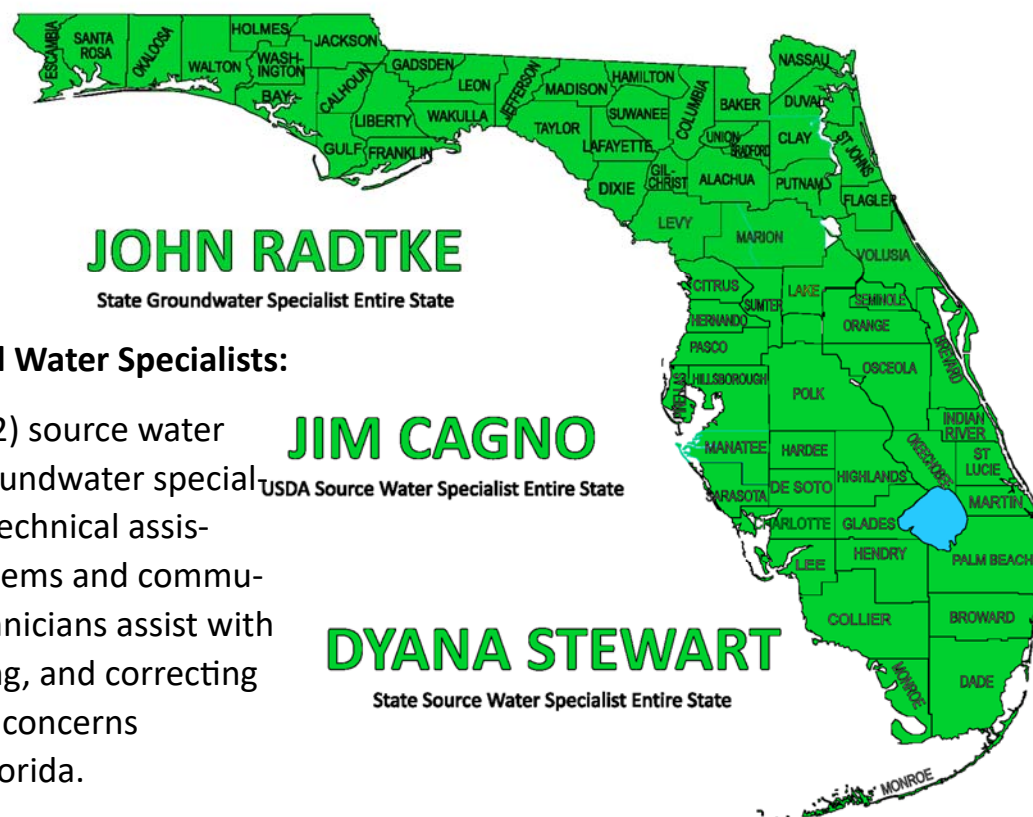 HOLMES
JACKSON
ESCAMBIA
SANTA
ROSA
OKALOOSA
WALTON
WASH-
INGTON
BAY
CALHOUN
GADSDEN
LEON
LIBERTY
WAKULLA
GULF
FRANKLIN
JEFFERSON
MADISON
HAMILTON
TAYLOR
SUWANEE
LAFAYETTE
COLUMBIA
BAKER
NASSAU
DUVAL
UNION
BRADFORD
CLAY
ST JOHNS
DIXIE
GIL-
CHRIST
ALACHUA
PUTNAM
FLAGLER
LEVY
MARION
VOLUSIA
JOHN RADTKE
State Groundwater Specialist Entire State
CITRUS
SUMTER
LAKE
SEMINOLE
HERNANDO
ORANGE
PASCO
BREVARD
OSCEOLA
PINELLAS
HILLSBOROUGH
POLK
l Water Specialists:
2) source water
undwater special-
echnical assis-
ems and commu-
nicians assist with
ng, and correcting
concerns
orida.
JIM CAGNO
USDA Source Water Specialist Entire State
INDIAN
RIVER
MANATEE
HARDEE
OKEECHOBEE
ST
LUCIE
HIGHLANDS
SARASOTA
DE SOTO
MARTIN
CHARLOTTE
GLADES
LEE
HENDRY
PALM BEACH
DYANA STEWART
State Source Water Specialist Entire State
COLLIER
BROWARD
MONROE
DADE
MONROE